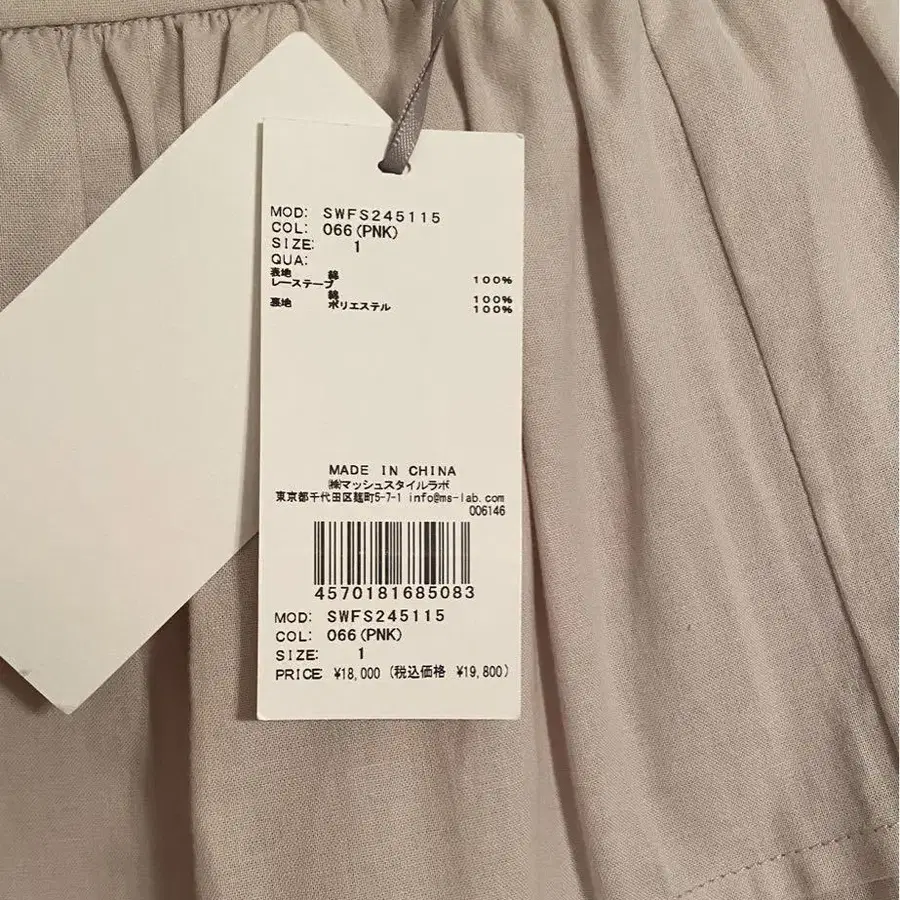 MOD: SWFS245115
COL: 066(PNK)
SIZE: 1
QUA:
表地 綿 100%
レーステープ
綿 100%
裏地 ポリエステル 100%
MADE IN CHINA
㈱マッシュスタイルラボ
東京都千代田区麹町5-7-1 info@ms-lab.com
006146
4570181685083
MOD: SWFS245115
COL: 066(PNK)
SIZE: 1
PRICE ¥18,000 (税込価格 ¥19,800)